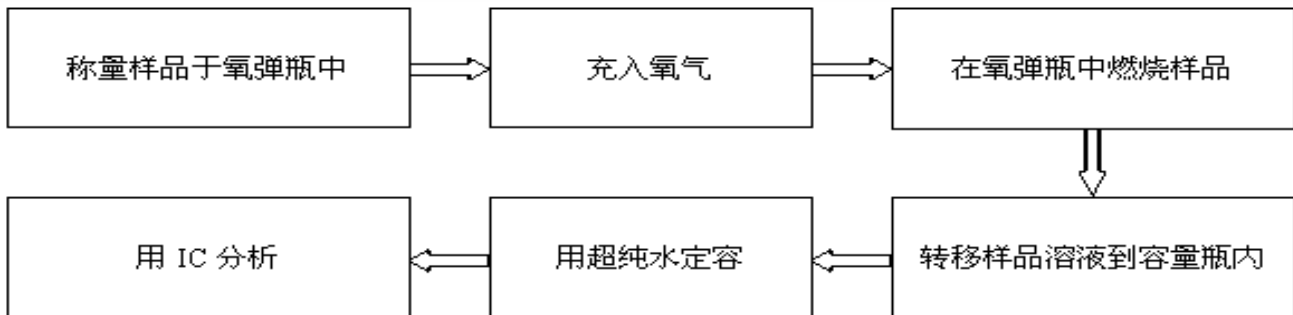 称量样品于氧弹瓶中
充入氧气
在氧弹瓶中燃烧样品
转移样品溶液到容量瓶内
用超纯水定容
用 IC 分析